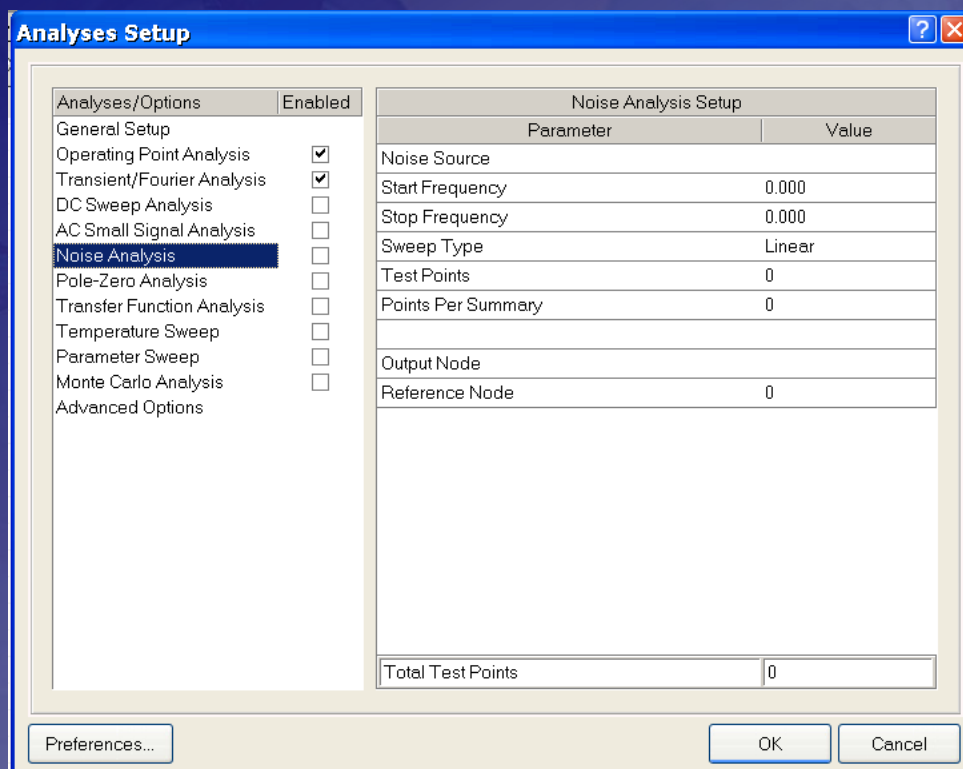 Analyses Setup
Analyses/Options Enabled
General Setup
Operating Point Analysis
Transient/Fourier Analysis
DC Sweep Analysis
AC Small Signal Analysis
Noise Analysis
Pole-Zero Analysis
Transfer Function Analysis
Temperature Sweep
Parameter Sweep
Monte Carlo Analysis
Advanced Options
Noise Analysis Setup
Parameter Value
Noise Source
Start Frequency 0.000
Stop Frequency 0.000
Sweep Type Linear
Test Points 0
Points Per Summary 0
Output Node
Reference Node 0
Total Test Points 0
Preferences... OK Cancel